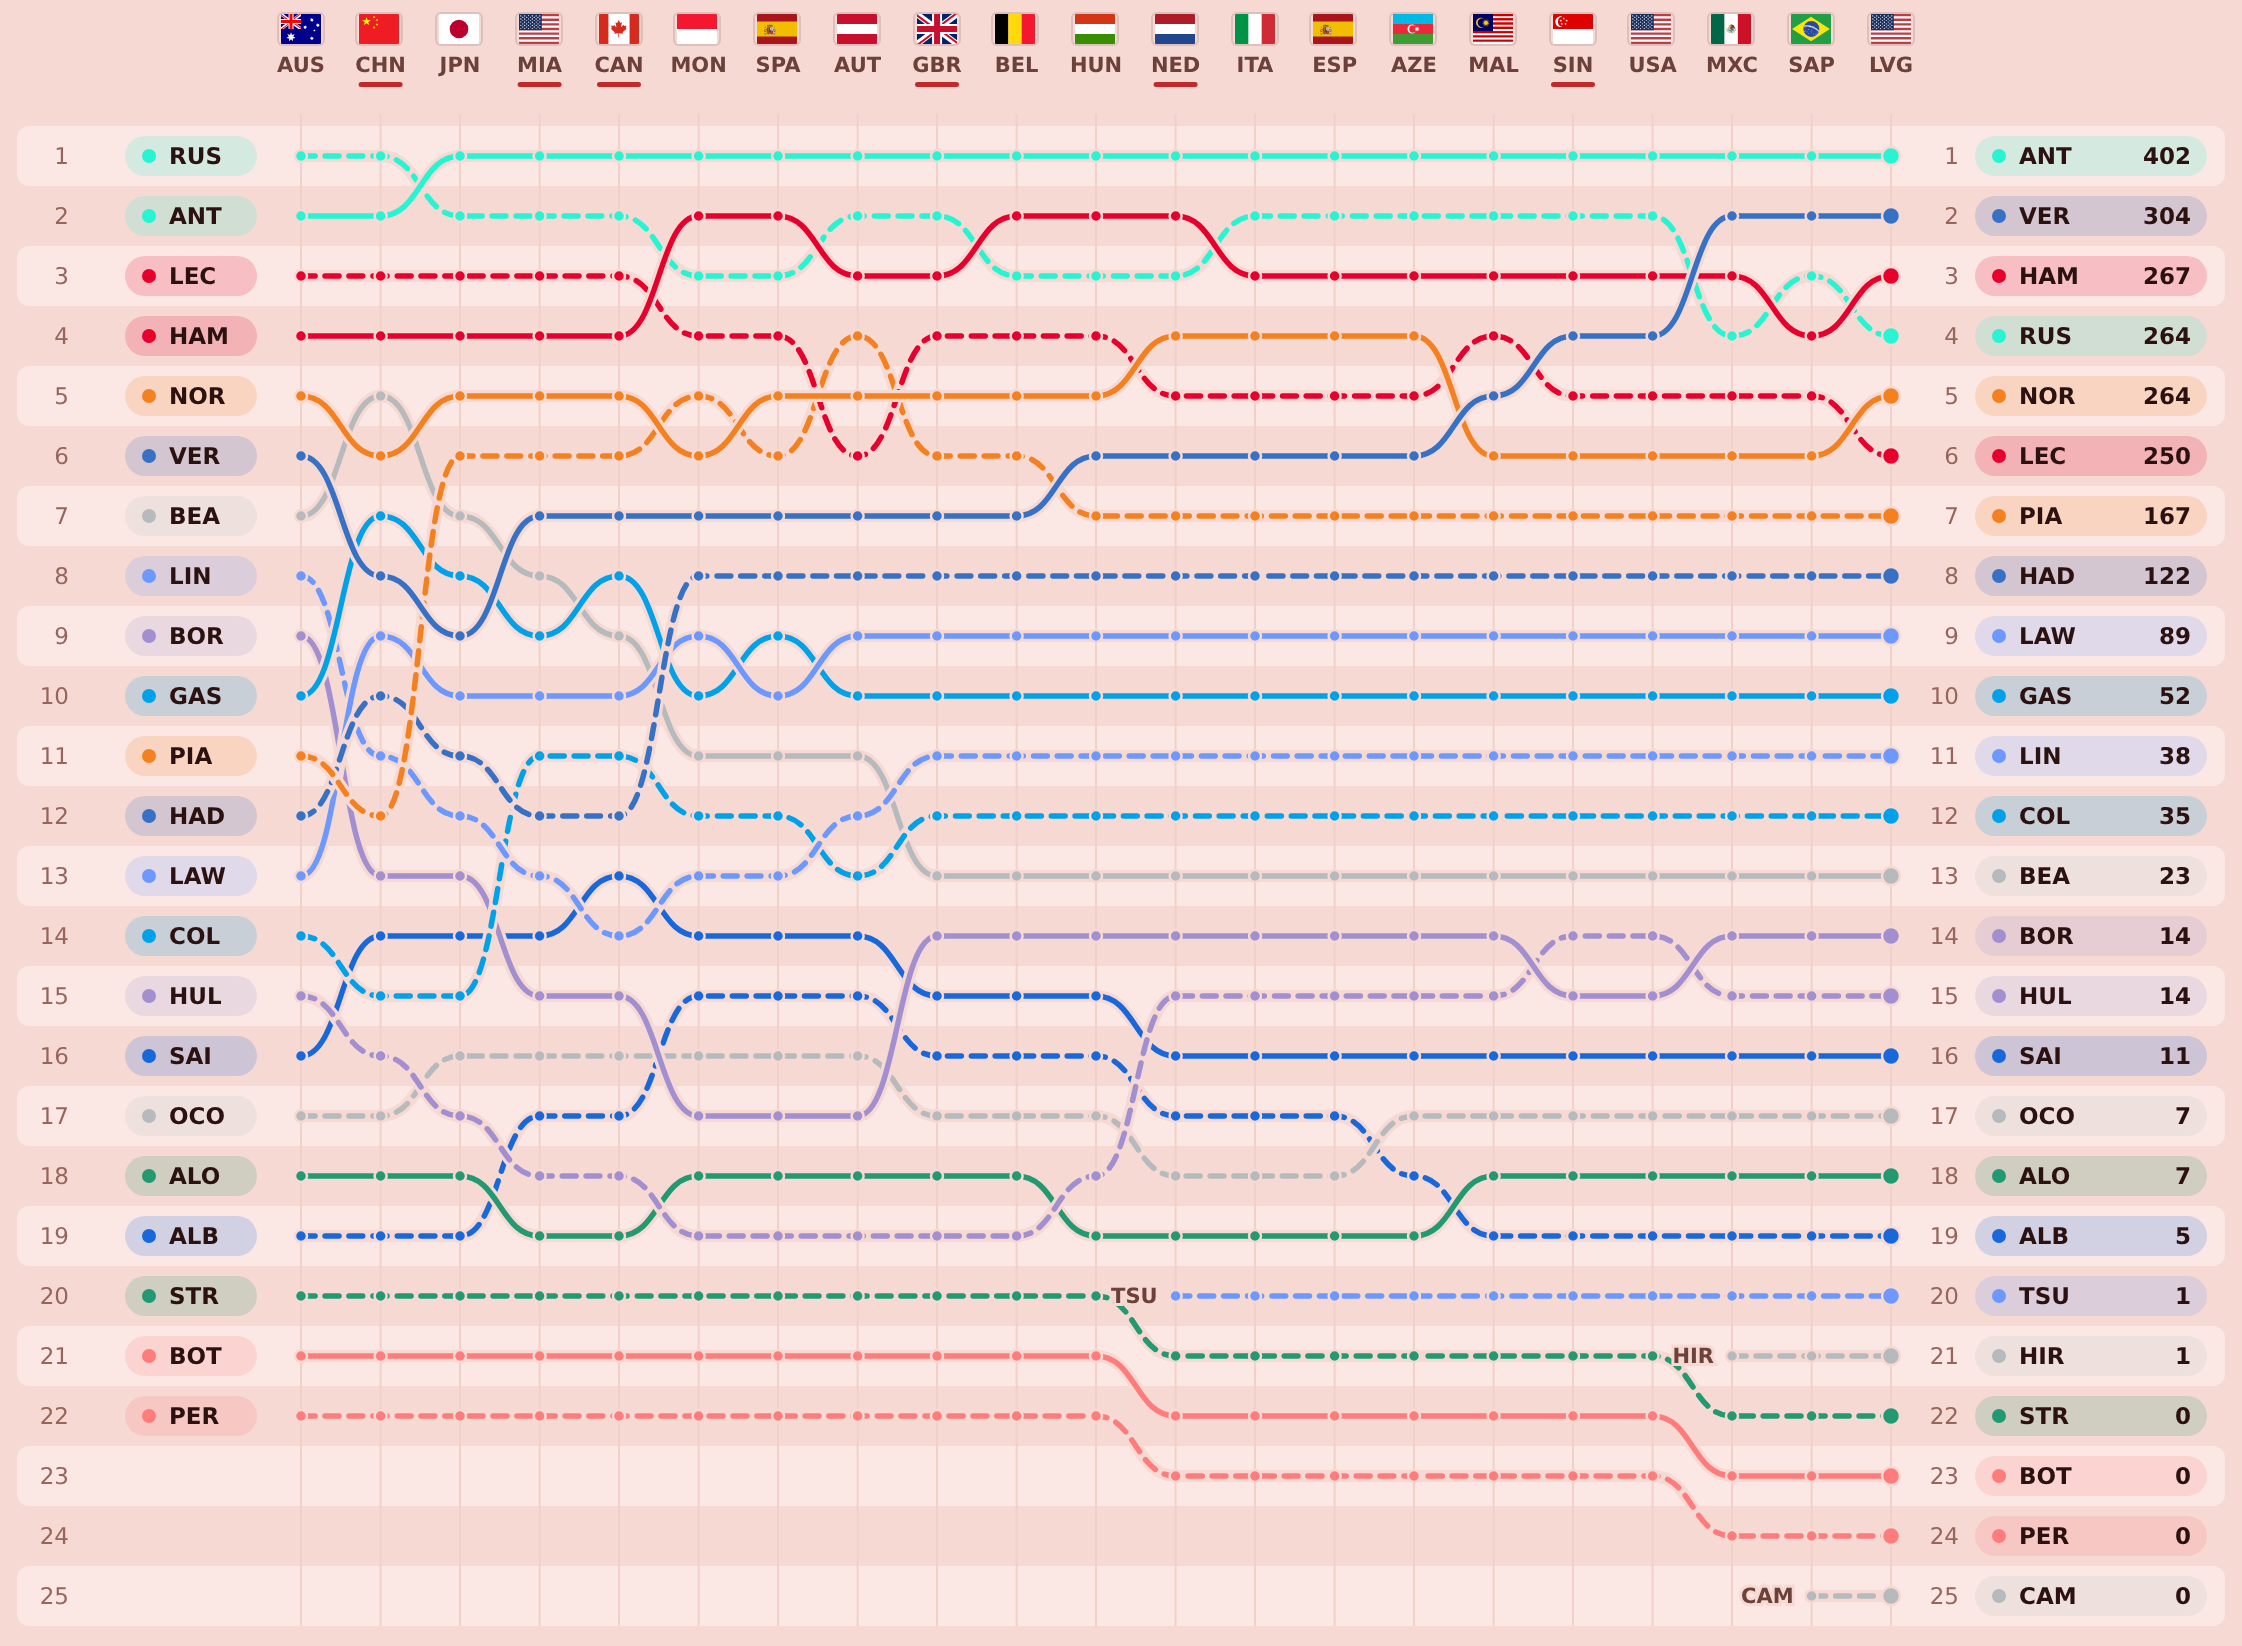 AUS CHN JPN MIA CAN MON SPA AUT GBR BEL HUN NED ITA ESP AZE MAL SIN USA MXC SAP LVG
1 RUS 1 ANT 402
2 ANT 2 VER 304
3 LEC 3 HAM 267
4 HAM 4 RUS 264
5 NOR 5 NOR 264
6 VER 6 LEC 250
7 BEA 7 PIA 167
8 LIN 8 HAD 122
9 BOR 9 LAW 89
10 GAS 10 GAS 52
11 PIA 11 LIN 38
12 HAD 12 COL 35
13 LAW 13 BEA 23
14 COL 14 BOR 14
15 HUL 15 HUL 14
16 SAI 16 SAI 11
17 OCO 17 OCO 7
18 ALO 18 ALO 7
19 ALB 19 ALB 5
20 STR TSU 20 TSU 1
21 BOT HIR 21 HIR 1
22 PER 22 STR 0
23 23 BOT 0
24 24 PER 0
25 CAM 25 CAM 0